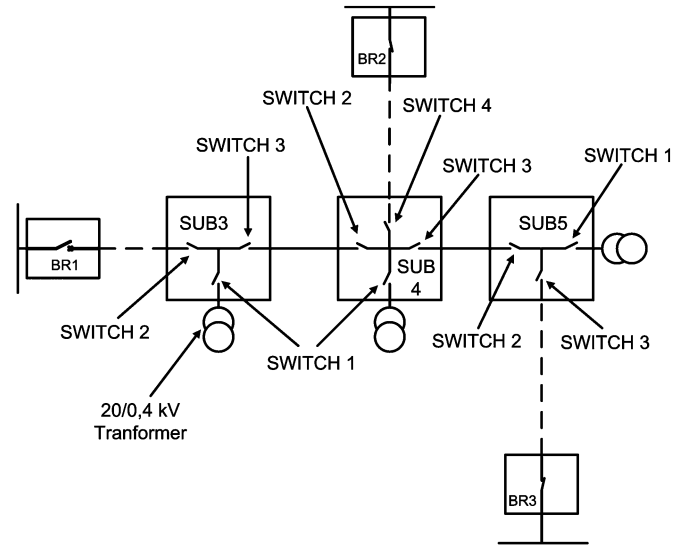 BR2
SWITCH 2
SWITCH 4
SWITCH 3
SWITCH 3
SWITCH 1
SUB3
SUB5
SUB
4
BR1
SWITCH 2
SWITCH 1
SWITCH 2
SWITCH 3
20/0,4 kV
Tranformer
BR3